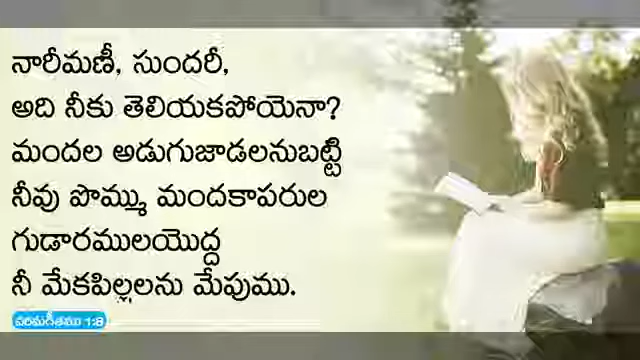 నారీమణీ, సుందరీ,
అది నీకు తెలియకపోయెనా?
మందల అడుగుజాడలనుబట్టి
నీవు పొమ్ము మందకాపరుల
గుడారములయొద్ద
నీ మేకపిల్లలను మేపుము.
పరమగీతము 1:8